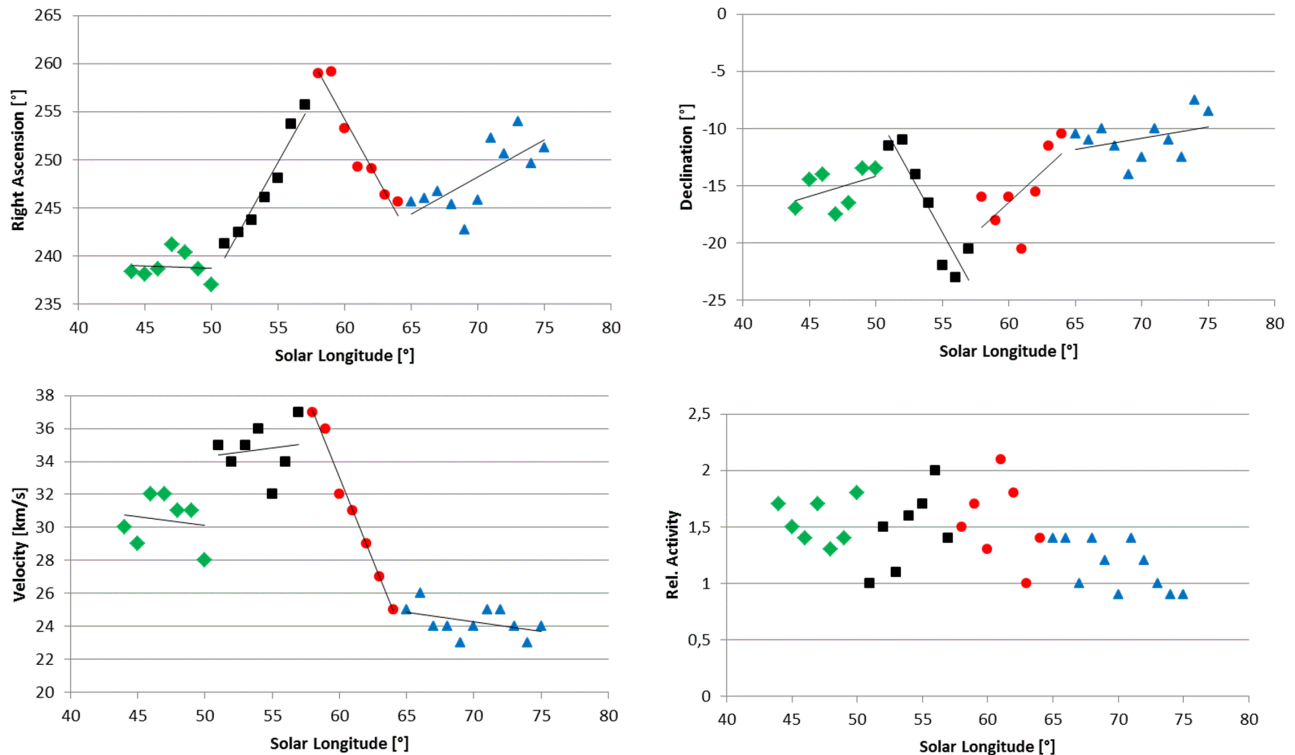 265
260
255
250
245
240
235
Right Ascension [°]
40 45 50 55 60 65 70 75 80
Solar Longitude [°]
0
-5
-10
-15
-20
-25
Declination [°]
40 45 50 55 60 65 70 75 80
Solar Longitude [°]
38
36
34
32
30
28
26
24
22
20
Velocity [km/s]
40 45 50 55 60 65 70 75 80
Solar Longitude [°]
2,5
2
1,5
1
0,5
0
Rel. Activity
40 45 50 55 60 65 70 75 80
Solar Longitude [°]